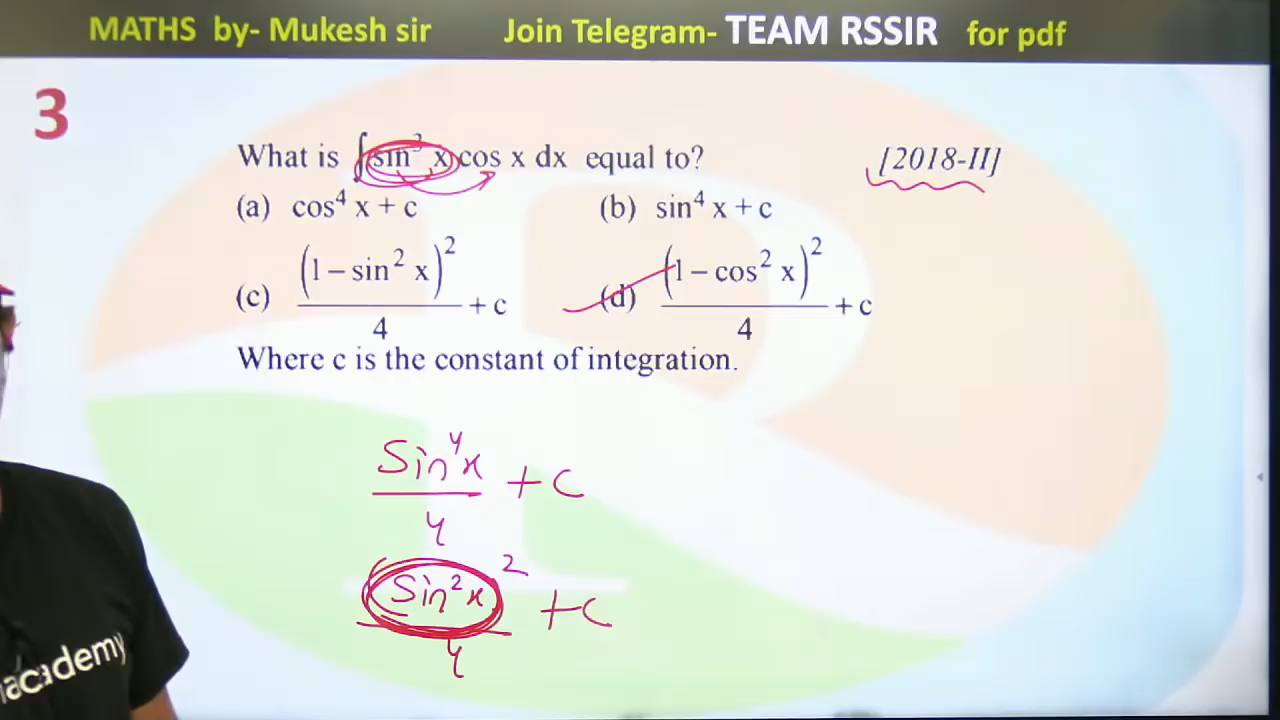 MATHS by- Mukesh sir Join Telegram- TEAM RSSIR for pdf
3
What is ∫sin³ x cos x dx equal to? [2018-II]
(a) cos⁴ x + c (b) sin⁴ x + c
(c) (1 – sin² x)² / 4 + c (d) (1 – cos² x)² / 4 + c
Where c is the constant of integration.
Sin⁴x / 4 + c
(Sin²x)² / 4 + c
academy